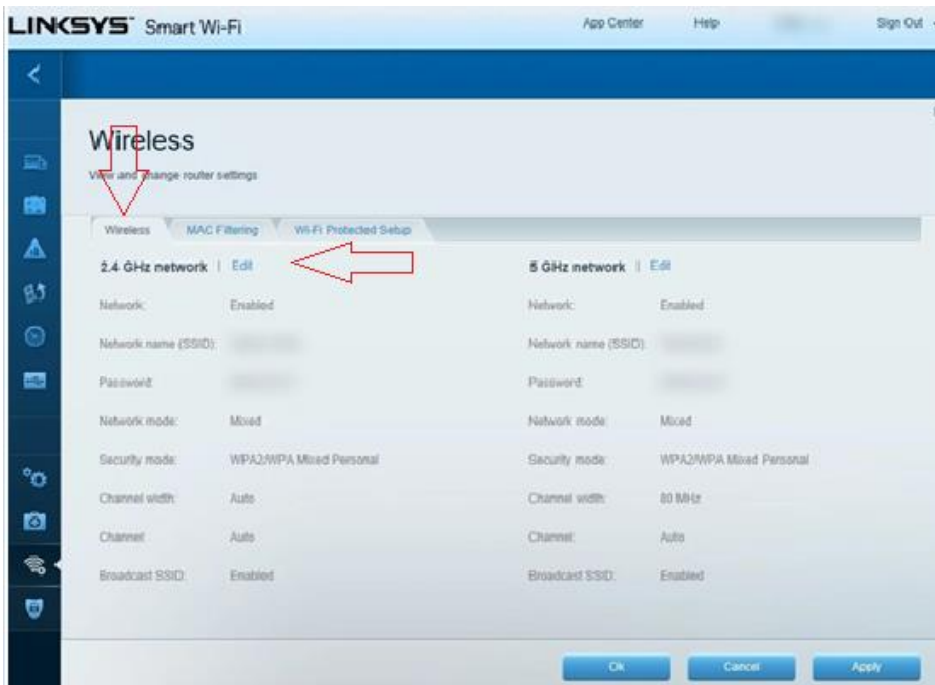 LINKSYS Smart Wi-Fi App Center Help Sign Out
Wireless
View and change router settings
Wireless MAC Filtering Wi-Fi Protected Setup
2.4 GHz network | Edit 5 GHz network | Edit
Network: Enabled Network: Enabled
Network name (SSID): Network name (SSID):
Password: Password:
Network mode: Mixed Network mode: Mixed
Security mode: WPA2/WPA Mixed Personal Security mode: WPA2/WPA Mixed Personal
Channel width: Auto Channel width: 80 MHz
Channel: Auto Channel: Auto
Broadcast SSID: Enabled Broadcast SSID: Enabled
Ok Cancel Apply